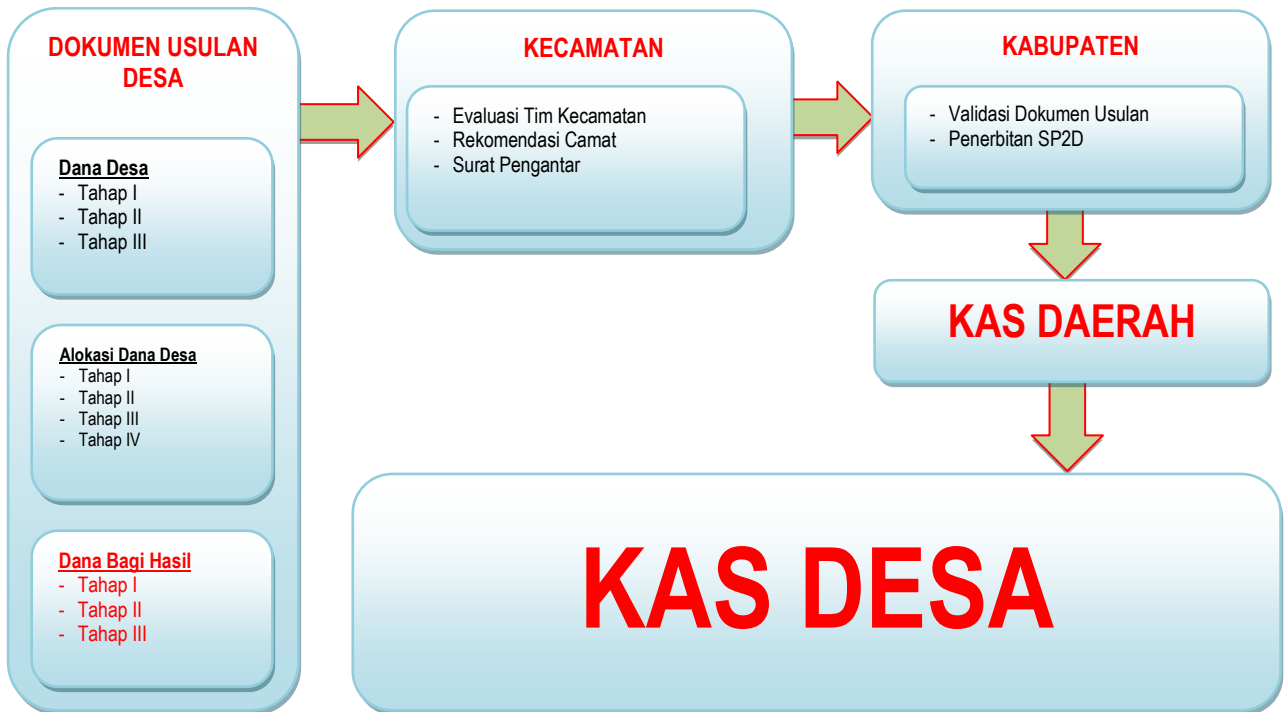 DOKUMEN USULAN
DESA
Dana Desa
- Tahap I
- Tahap II
- Tahap III
Alokasi Dana Desa
- Tahap I
- Tahap II
- Tahap III
- Tahap IV
Dana Bagi Hasil
- Tahap I
- Tahap II
- Tahap III
KECAMATAN
- Evaluasi Tim Kecamatan
- Rekomendasi Camat
- Surat Pengantar
KABUPATEN
- Validasi Dokumen Usulan
- Penerbitan SP2D
KAS DAERAH
KAS DESA